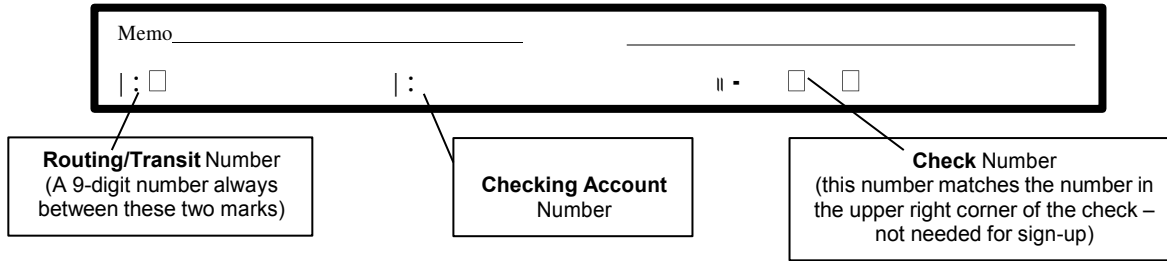 Memo
|: |: ॥-
Routing/Transit Number
(A 9-digit number always
between these two marks)
Checking Account
Number
Check Number
(this number matches the number in
the upper right corner of the check –
not needed for sign-up)